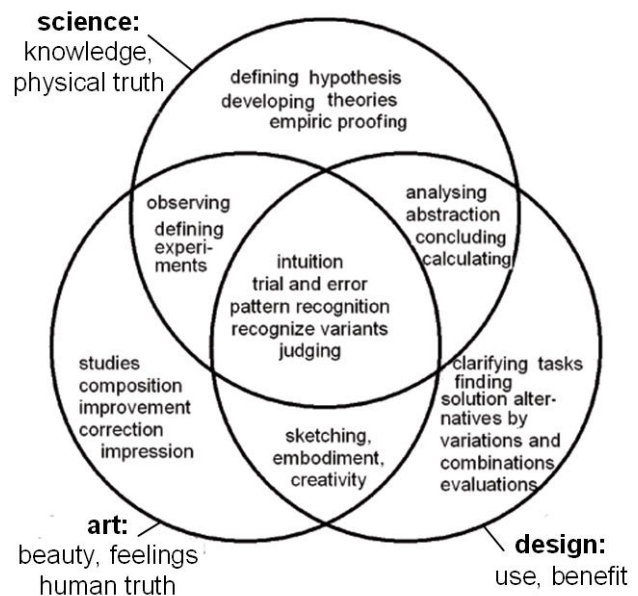 science:
knowledge,
physical truth
defining hypothesis
developing theories
empiric proofing
observing
defining
experi-
ments
analysing
abstraction
concluding
calculating
intuition
trial and error
pattern recognition
recognize variants
judging
studies
composition
improvement
correction
impression
clarifying tasks
finding
solution alter-
natives by
variations and
combinations
evaluations
sketching,
embodiment,
creativity
art:
beauty, feelings
human truth
design:
use, benefit